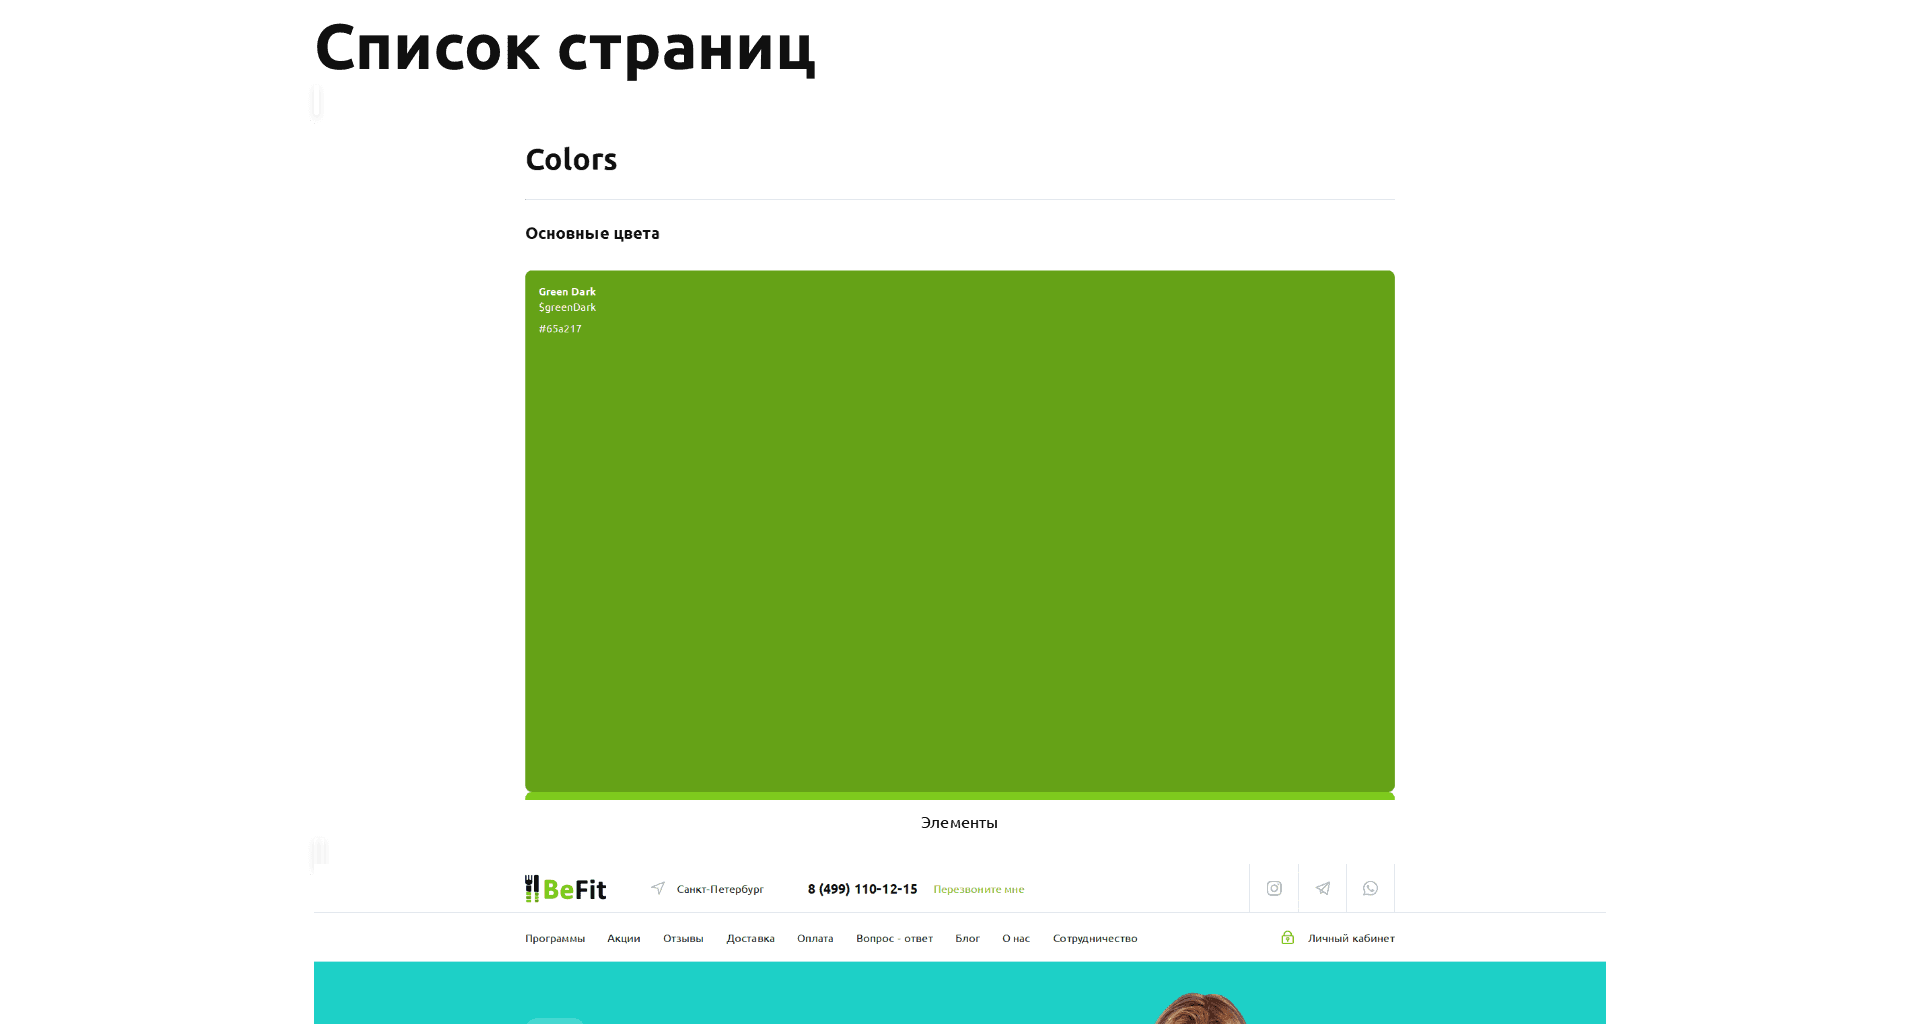 Список страниц
Colors
Основные цвета
Green Dark
$greenDark
#65a217
Элементы
BeFit
Санкт-Петербург
8 (499) 110-12-15
Перезвоните мне
Программы
Акции
Отзывы
Доставка
Оплата
Вопрос - ответ
Блог
О нас
Сотрудничество
Личный кабинет